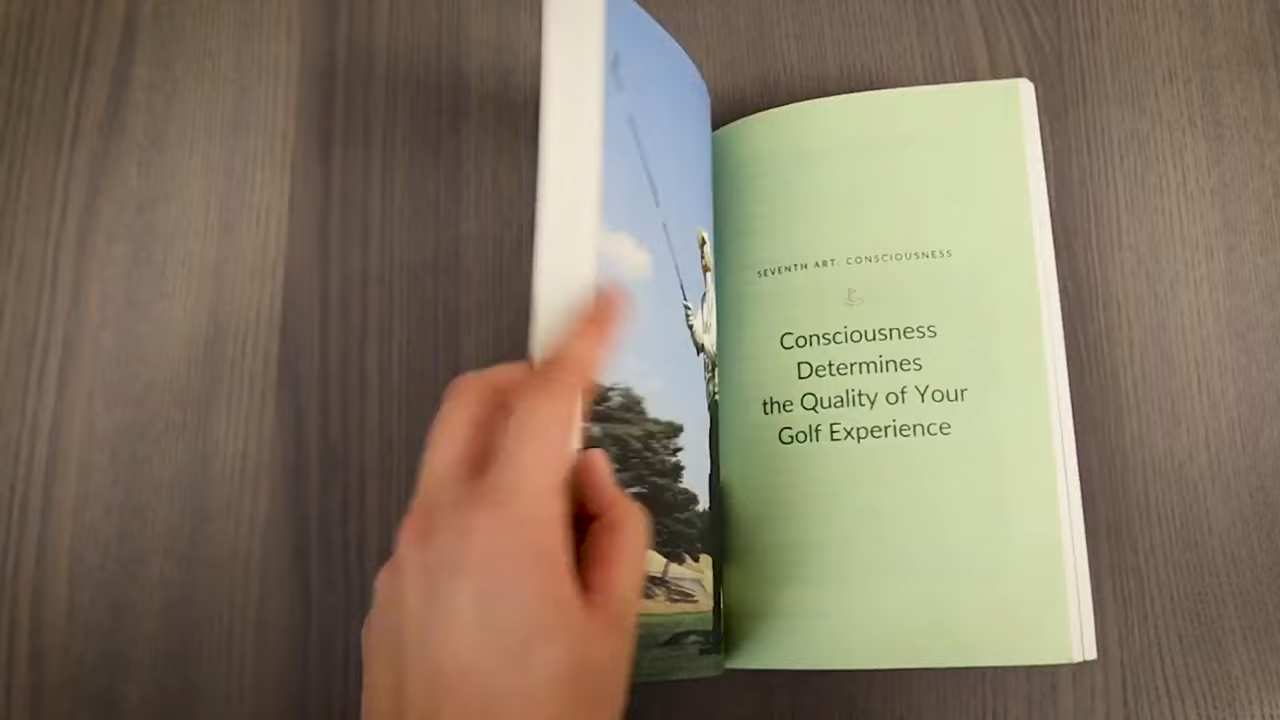 SEVENTH ART: CONSCIOUSNESS
Consciousness
Determines
the Quality of Your
Golf Experience